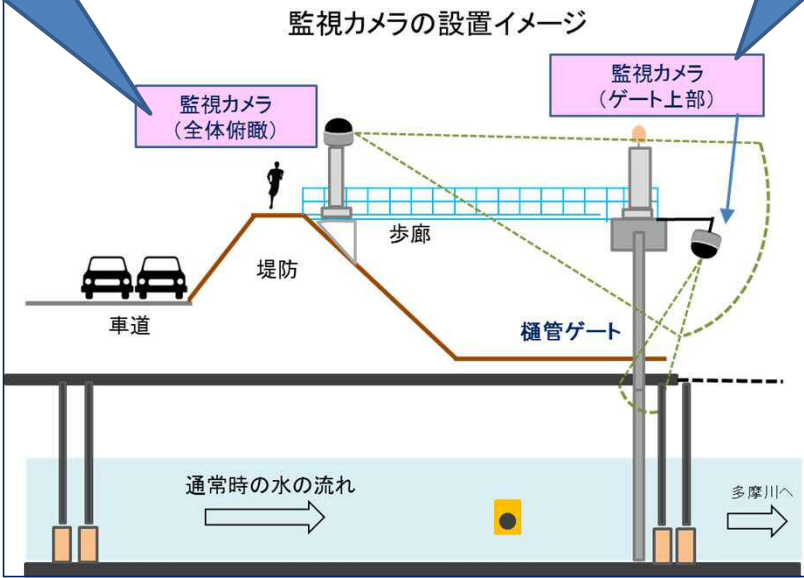 監視カメラの設置イメージ
監視カメラ
(全体俯瞰)
監視カメラ
(ゲート上部)
歩廊
堤防
車道
樋管ゲート
通常時の水の流れ
多摩川へ